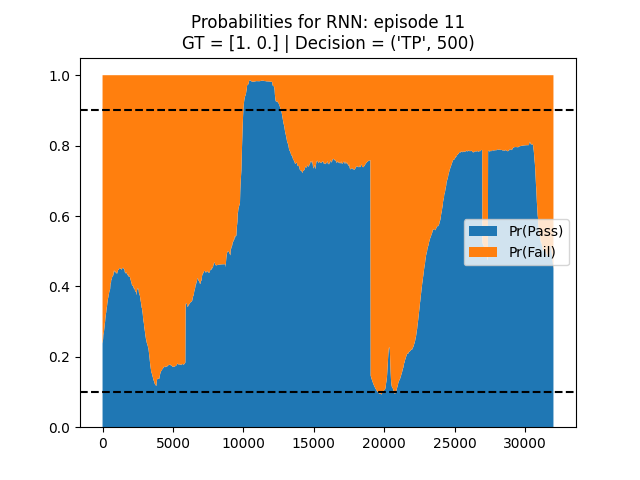 Probabilities for RNN: episode 11
GT = [1. 0.] | Decision = ('TP', 500)
1.0
0.8
0.6
0.4
0.2
0.0
Pr(Pass)
Pr(Fail)
0 5000 10000 15000 20000 25000 30000